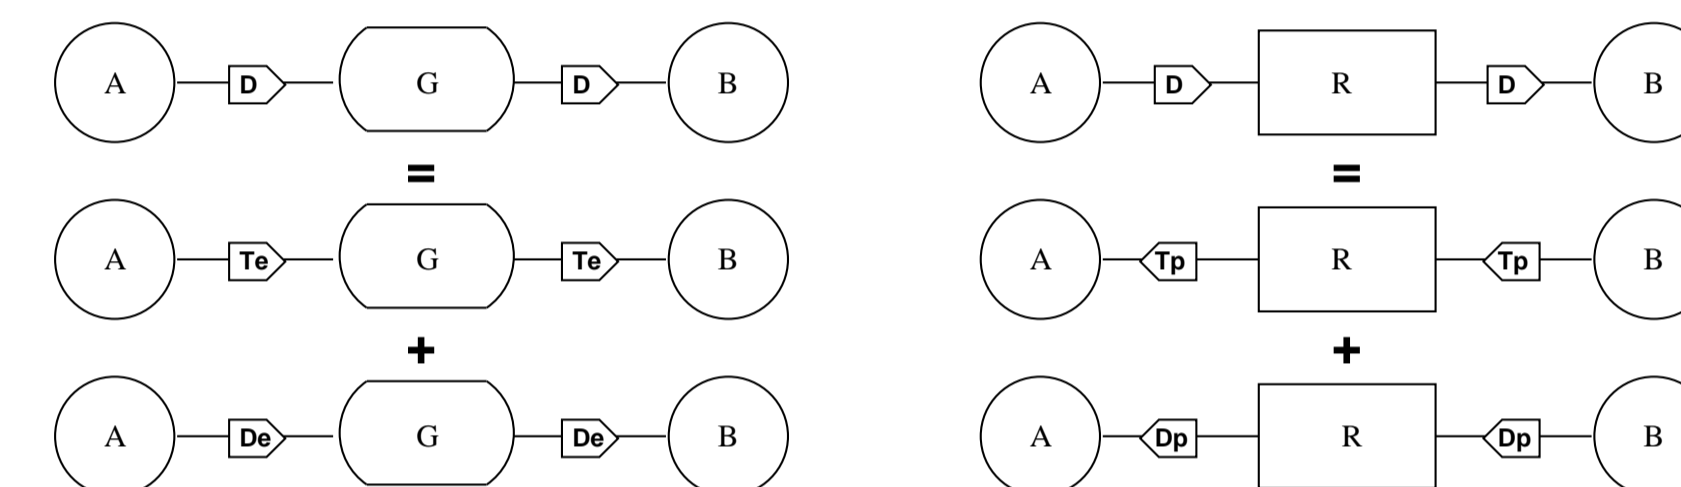 A D G D B A D R D B
= =
A Te G Te B A Tp R Tp B
+ +
A De G De B A Dp R Dp B